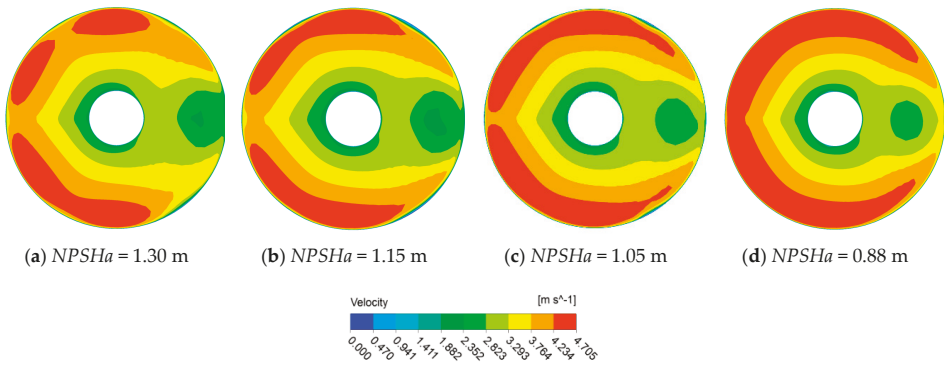 (a) NPSHa = 1.30 m
(b) NPSHa = 1.15 m
(c) NPSHa = 1.05 m
(d) NPSHa = 0.88 m
Velocity [m s^-1]
0.000 0.470 0.941 1.411 1.882 2.352 2.823 3.293 3.764 4.234 4.705